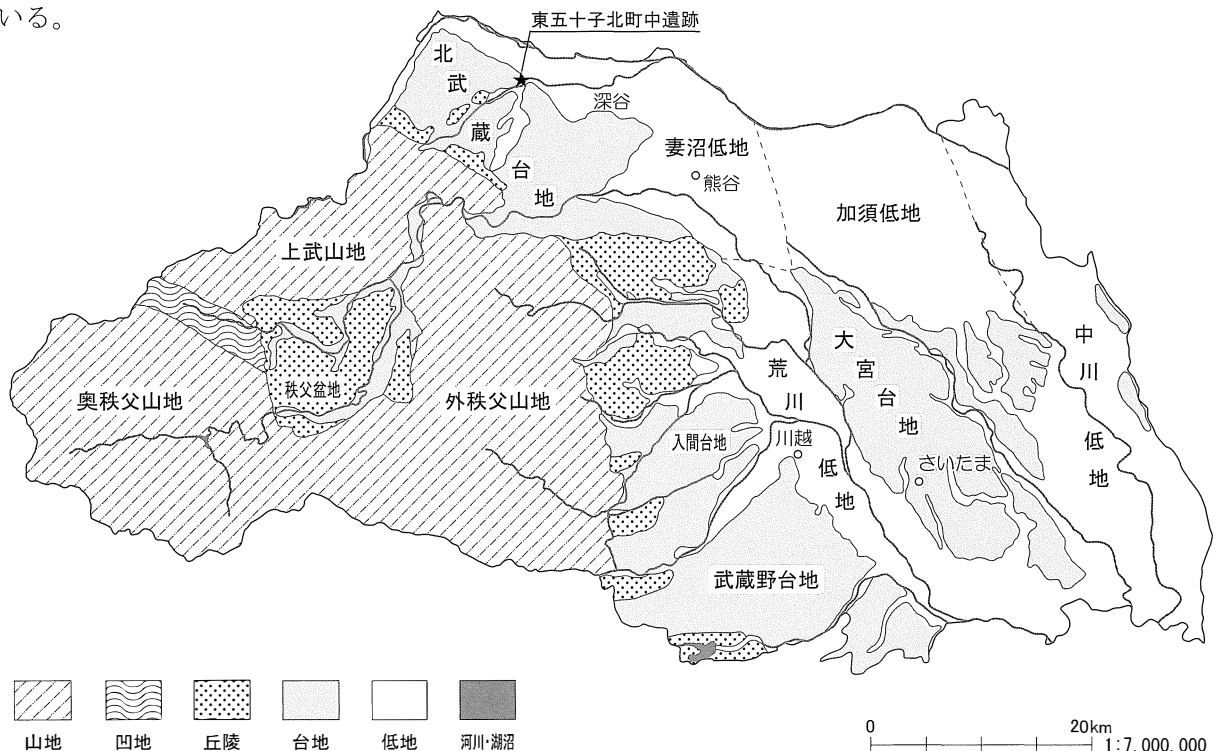 いる。
東五十子北町中遺跡
北武蔵台地
深谷
妻沼低地
熊谷
加須低地
上武山地
秩父盆地
奥秩父山地
外秩父山地
荒川低地
大宮台地
中川低地
入間台地
川越
さいたま
武蔵野台地
山地
凹地
丘陵
台地
低地
河川・湖沼
0 20km
1:7,000,000